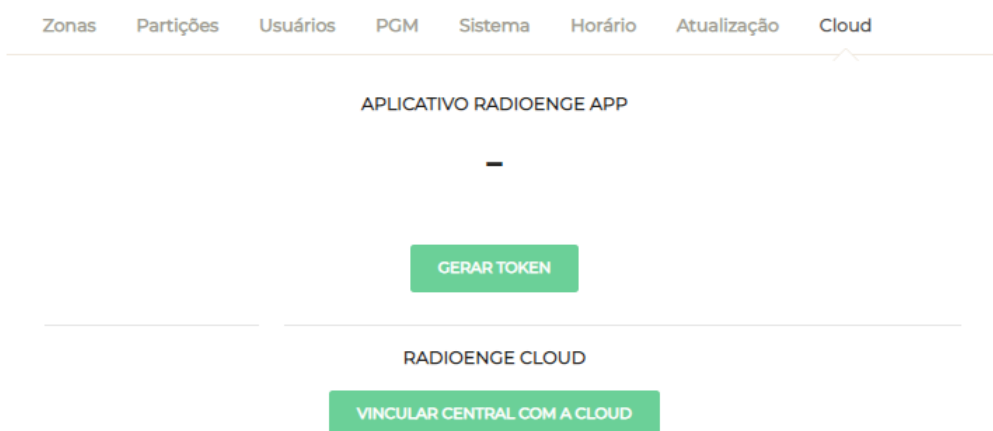 Zonas Partições Usuários PGM Sistema Horário Atualização Cloud
APLICATIVO RADIOENGE APP
-
GERAR TOKEN
RADIOENGE CLOUD
VINCULAR CENTRAL COM A CLOUD